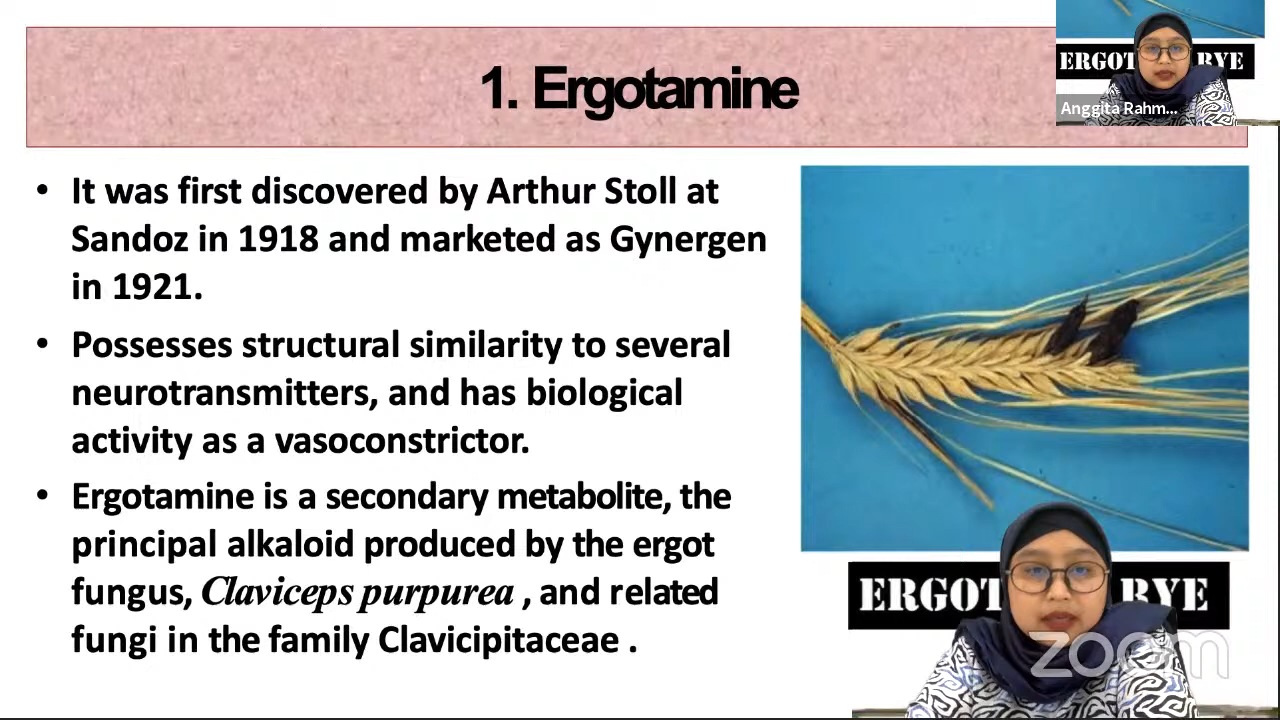 1. Ergotamine
ERGOT RYE
Anggita Rahm...
• It was first discovered by Arthur Stoll at
Sandoz in 1918 and marketed as Gynergen
in 1921.
• Possesses structural similarity to several
neurotransmitters, and has biological
activity as a vasoconstrictor.
• Ergotamine is a secondary metabolite, the
principal alkaloid produced by the ergot
fungus, Claviceps purpurea , and related
fungi in the family Clavicipitaceae .
ERGOT RYE
zoom